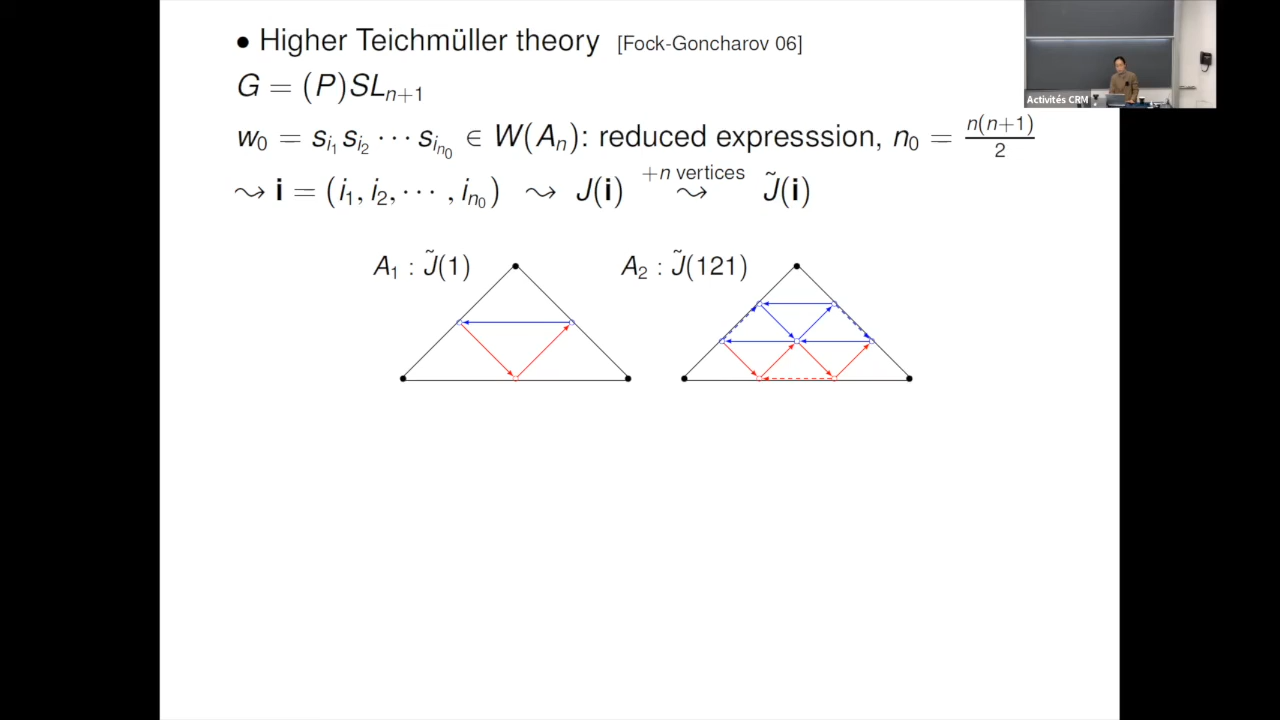 • Higher Teichmüller theory [Fock-Goncharov 06]
G = (P)SL_{n+1}
w_0 = s_{i_1} s_{i_2} ⋯ s_{i_{n_0}} ∈ W(A_n): reduced expresssion, n_0 = \frac{n(n+1)}{2}
⇝ i = (i_1, i_2, ⋯ , i_{n_0}) ⇝ J(i) +n vertices ⇝ J̃(i)
A_1 : J̃(1) A_2 : J̃(121)
Activités CRM